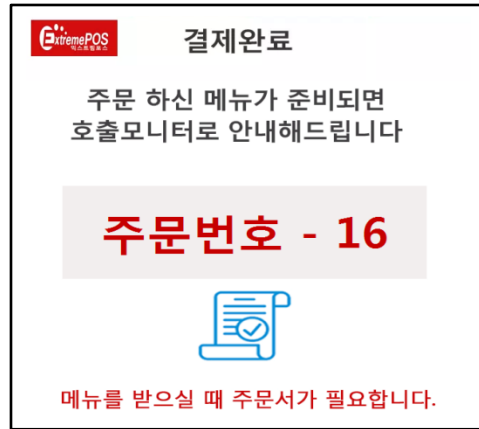 ExtremePOS
익스트림포스
결제완료
주문 하신 메뉴가 준비되면
호출모니터로 안내해드립니다
주문번호 - 16
메뉴를 받으실 때 주문서가 필요합니다.